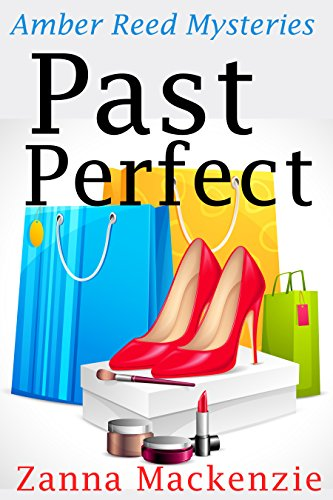 Amber Reed Mysteries
Past
Perfect
Zanna Mackenzie